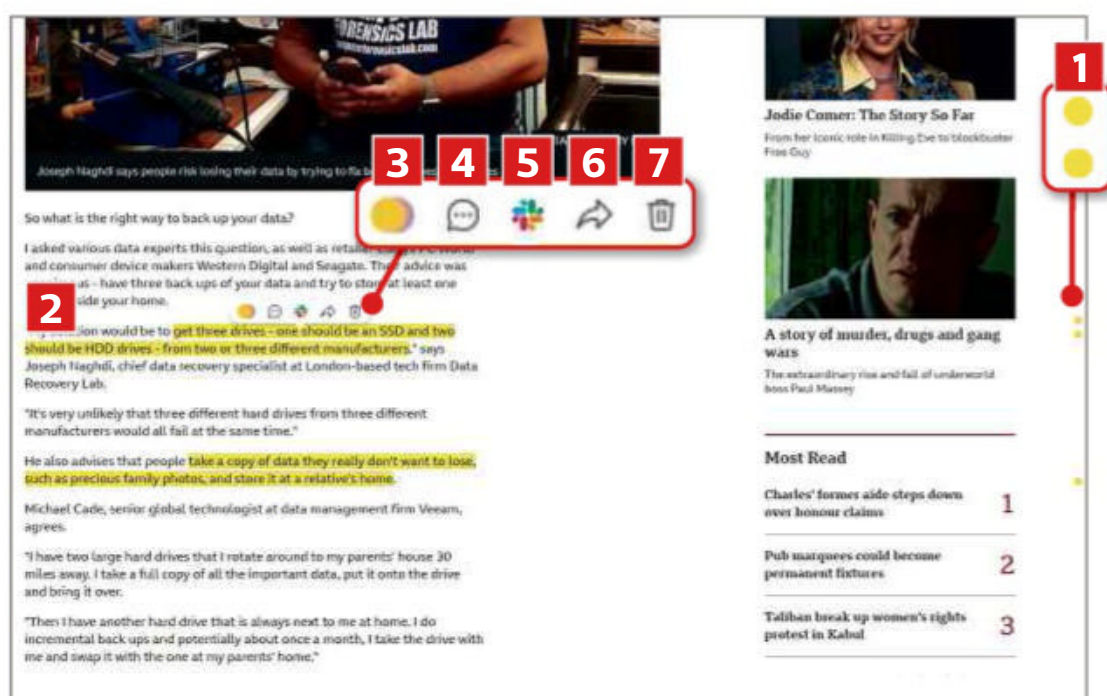 FORENSICS LAB
1
Joseph Naghdi says people risk losing their data by trying to fix
3 4 5 6 7
So what is the right way to back up your data?
I asked various data experts this question, as well as
and consumer device makers Western Digital and Seagate. Their advice was
us - have three back ups of your data and try to store at least one
side your home.
2
would be to get three drives - one should be an SSD and two
should be HDD drives - from two or three different manufacturers," says
Joseph Naghdi, chief data recovery specialist at London-based tech firm Data
Recovery Lab.
"It's very unlikely that three different hard drives from three different
manufacturers would all fail at the same time."
He also advises that people take a copy of data they really don't want to lose,
such as precious family photos, and store it at a relative's home.
Michael Cade, senior global technologist at data management firm Veeam,
agrees.
"I have two large hard drives that I rotate around to my parents' house 30
miles away. I take a full copy of all the important data, put it onto the drive
and bring it over.
"Then I have another hard drive that is always next to me at home. I do
incremental back ups and potentially about once a month, I take the drive with
me and swap it with the one at my parents' home."
Jodie Comer: The Story So Far
From her iconic role in Killing Eve to blockbuster
Free Guy
A story of murder, drugs and gang
wars
The extraordinary rise and fall of underworld
boss Paul Massey
Most Read
Charles' former aide steps down
over honour claims
1
Pub marquees could become
permanent fixtures
2
Taliban break up women's rights
protest in Kabul
3